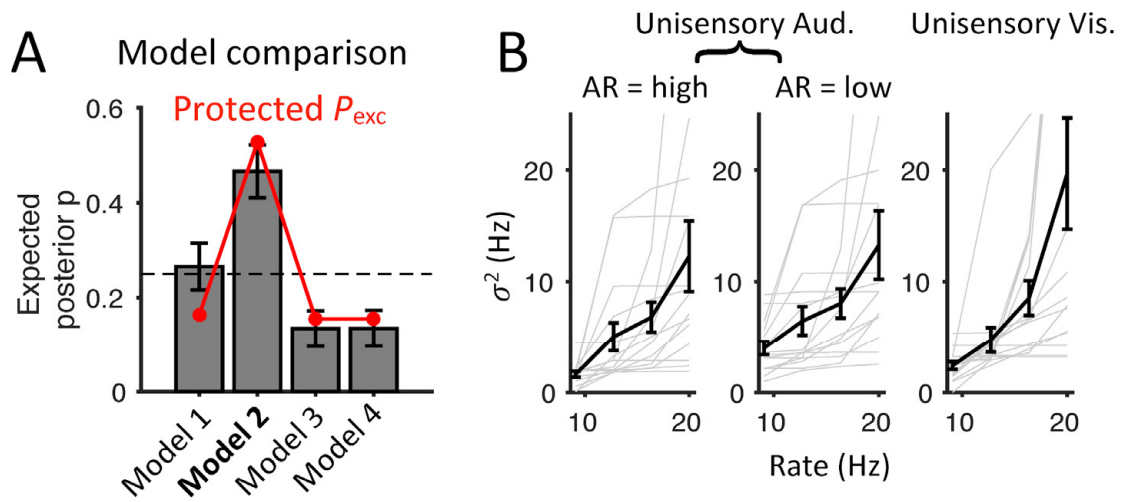 A
Model comparison
Protected Pexc
Expected
posterior p
0.6
0.4
0.2
0
Model 1
Model 2
Model 3
Model 4
B
Unisensory Aud.
Unisensory Vis.
AR = high
AR = low
σ-2 (Hz)
20
10
0
10
20
20
10
0
10
20
20
10
0
10
20
Rate (Hz)